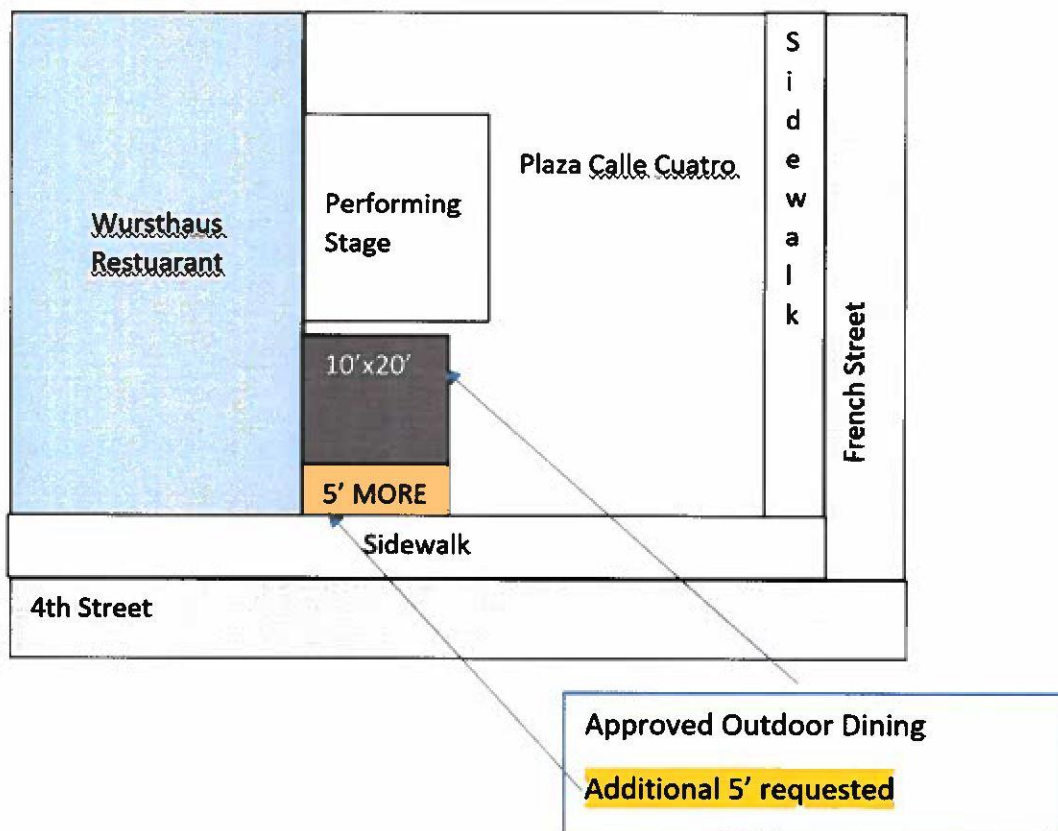 Wursthaus
Restuarant
Performing
Stage
Plaza Calle Cuatro
Sidewalk
French Street
10'x20'
5' MORE
Sidewalk
4th Street
Approved Outdoor Dining
Additional 5' requested